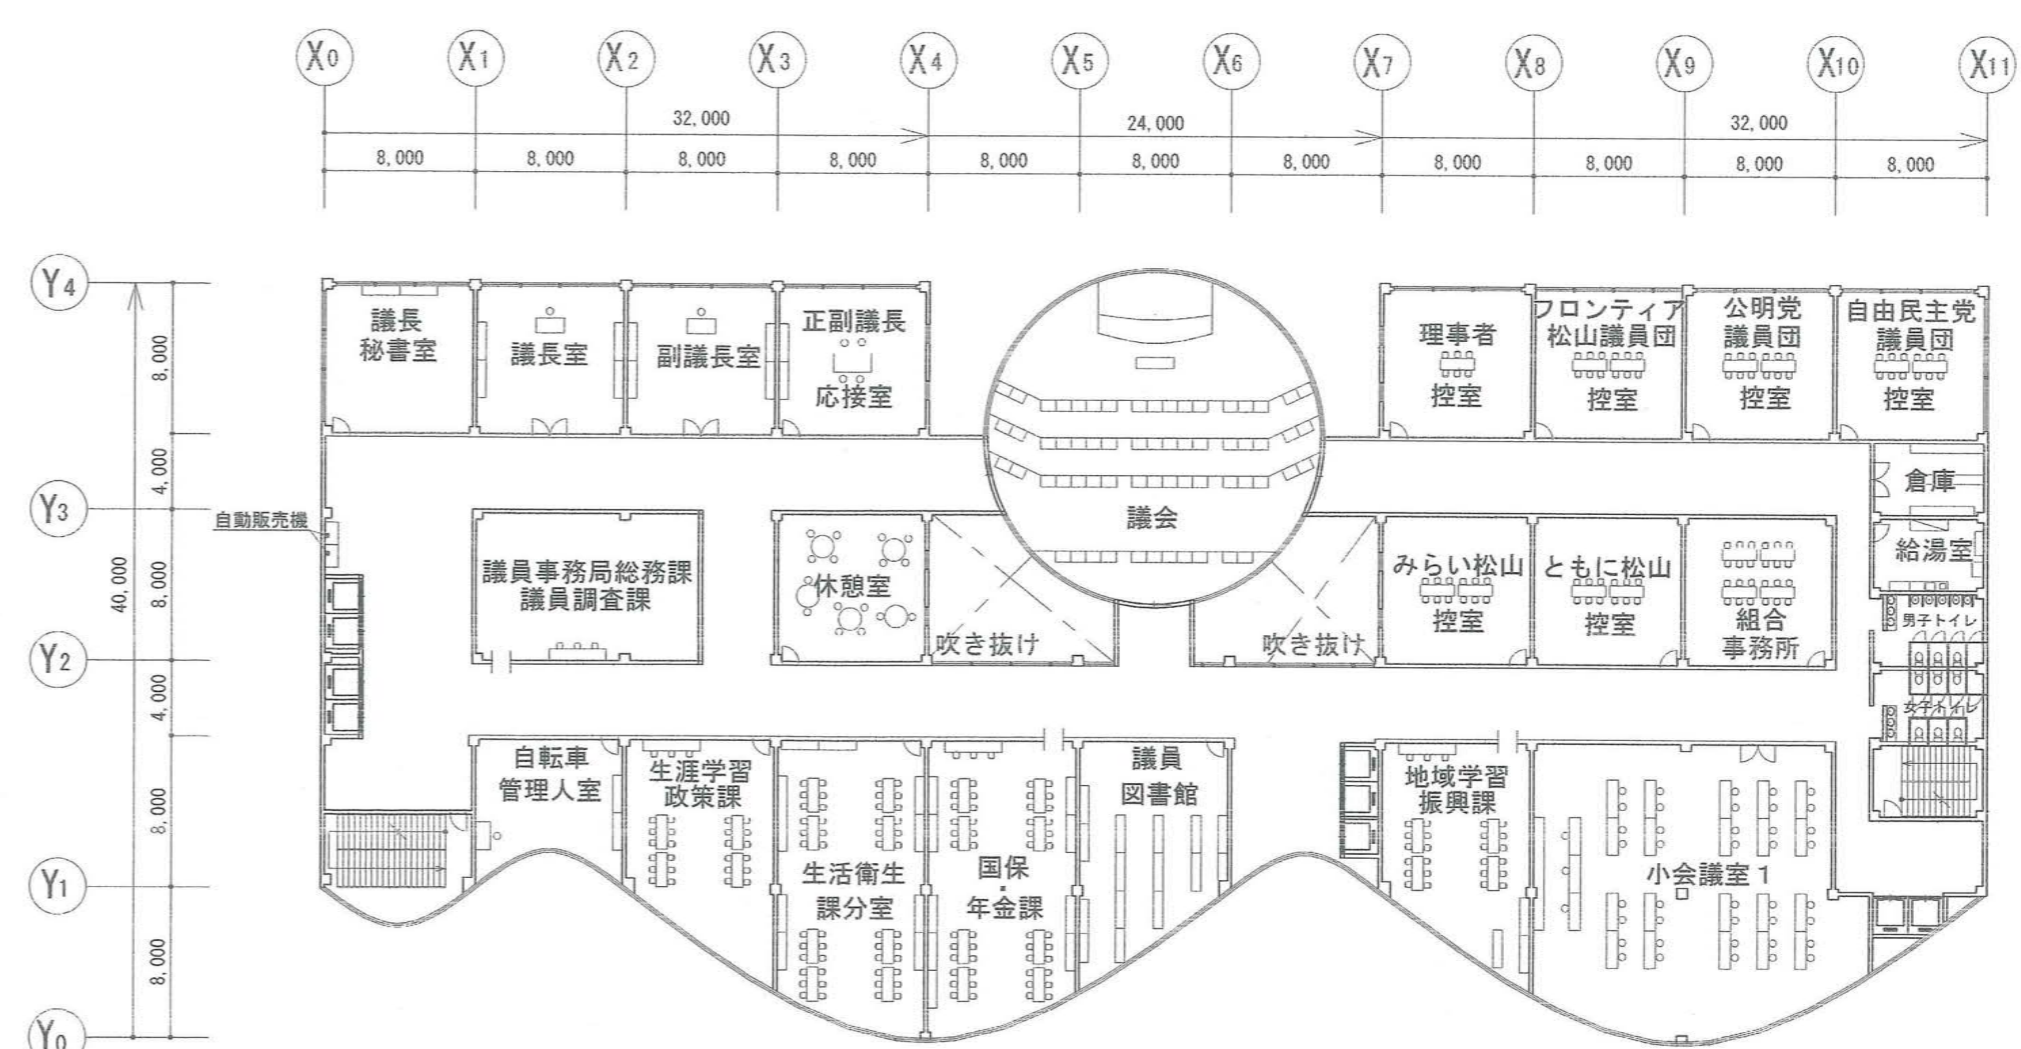 X0 X1 X2 X3 X4 X5 X6 X7 X8 X9 X10 X11
32,000 24,000 32,000
8,000 8,000 8,000 8,000 8,000 8,000 8,000 8,000 8,000 8,000 8,000
Y4
8,000
4,000
Y3
40,000
8,000
Y2
4,000
8,000
Y1
8,000
Y0
議長
秘書室
議長室
副議長室
正副議長
応接室
理事者
控室
フロンティア
松山議員団
控室
公明党
議員団
控室
自由民主党
議員団
控室
議会
倉庫
自動販売機
議員事務局総務課
議員調査課
休憩室
吹き抜け
吹き抜け
みらい松山
控室
ともに松山
控室
組合
事務所
給湯室
男子トイレ
女子トイレ
自転車
管理人室
生涯学習
政策課
生活衛生
課分室
国保
・
年金課
議員
図書館
地域学習
振興課
小会議室1